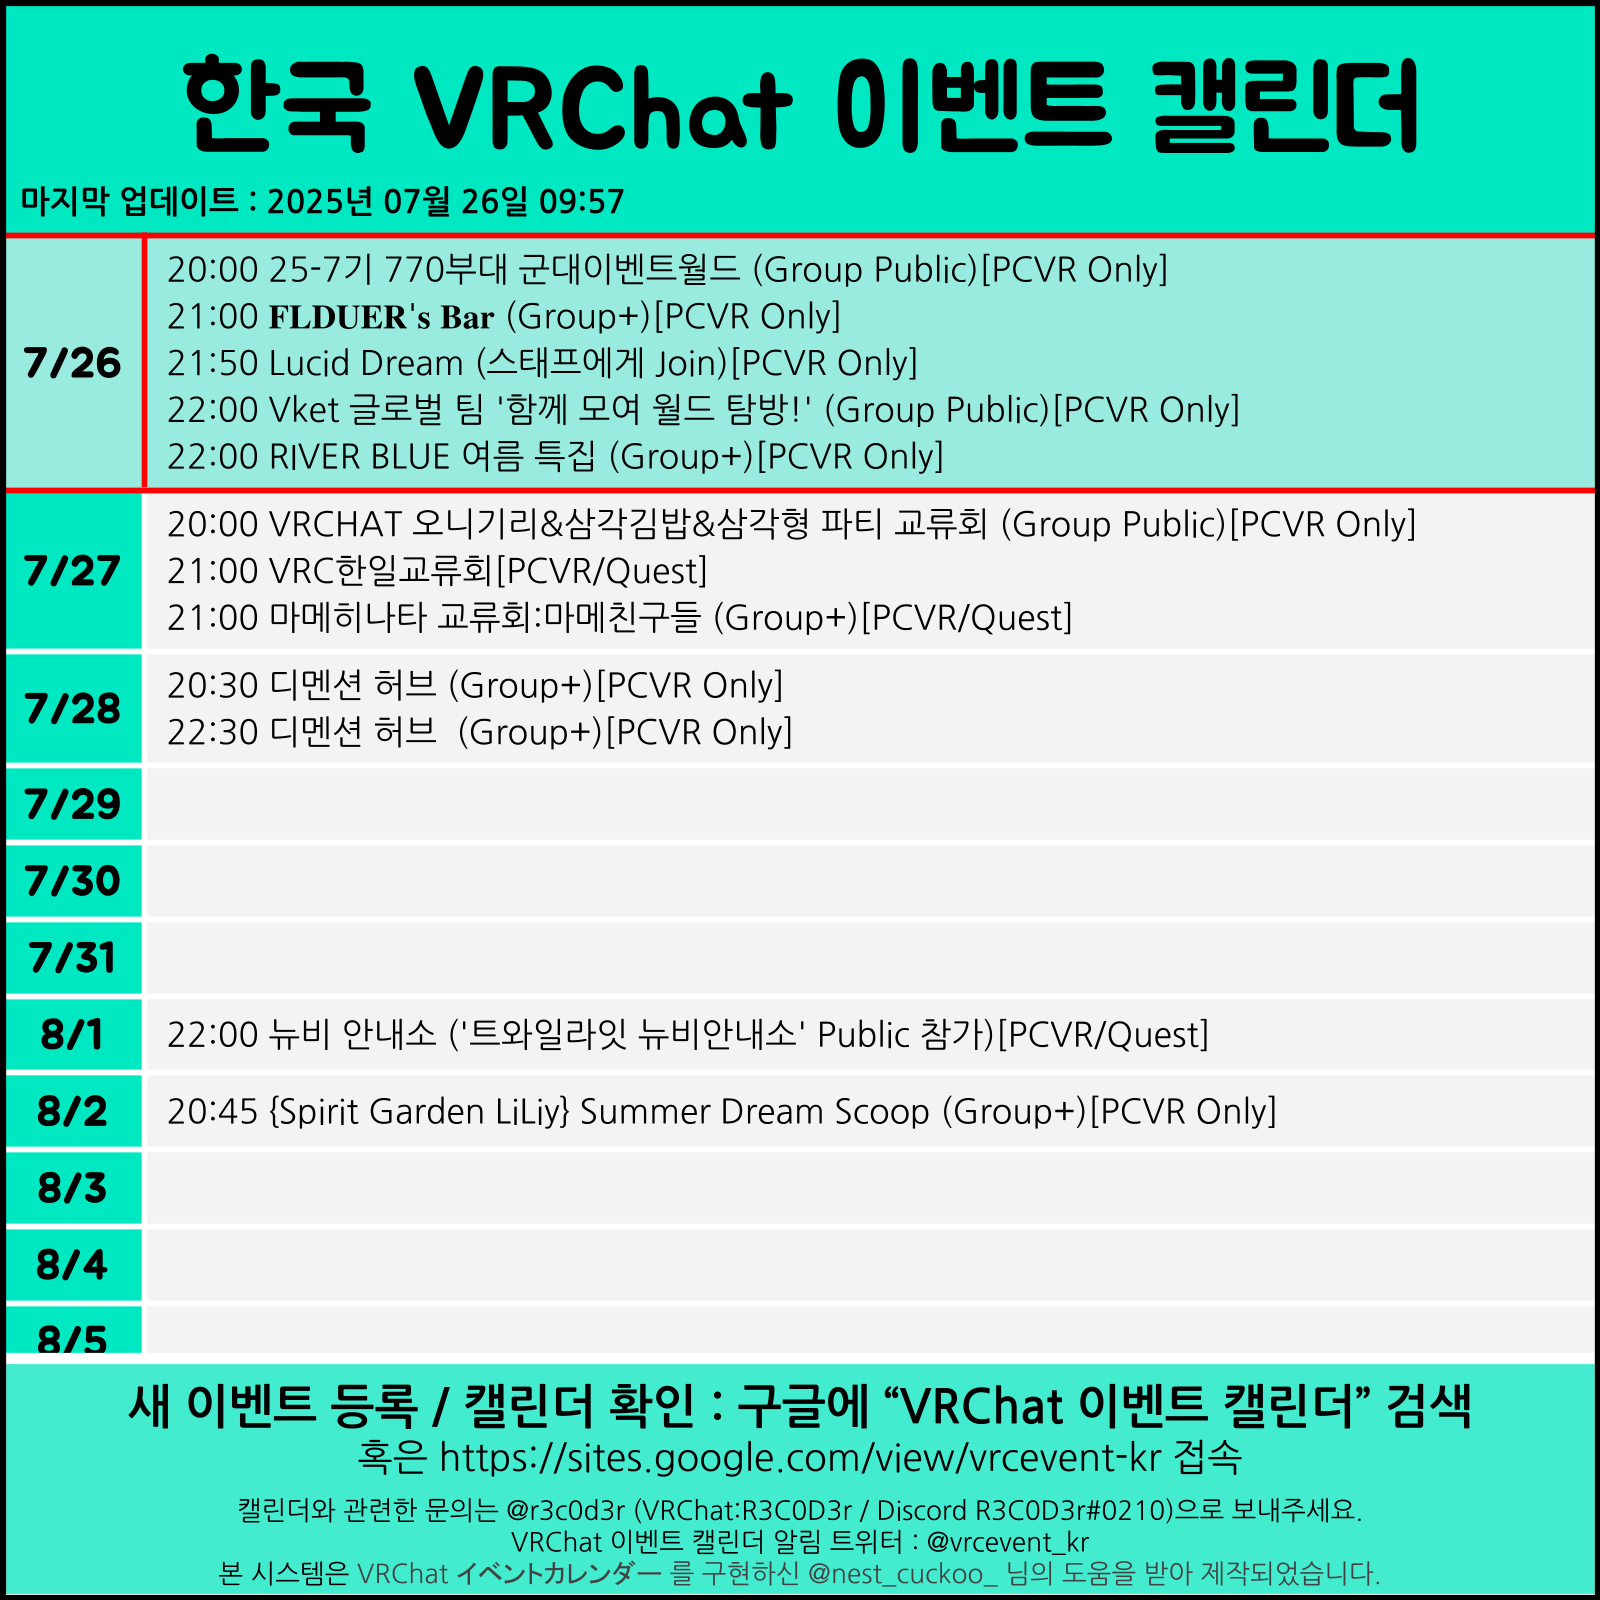 한국 VRChat 이벤트 캘린더
마지막 업데이트 : 2025년 07월 26일 09:57
7/26
20:00 25-7기 770부대 군대이벤트월드 (Group Public)[PCVR Only]
21:00 FLDUER's Bar (Group+)[PCVR Only]
21:50 Lucid Dream (스태프에게 Join)[PCVR Only]
22:00 Vket 글로벌 팀 '함께 모여 월드 탐방!' (Group Public)[PCVR Only]
22:00 RIVER BLUE 여름 특집 (Group+)[PCVR Only]
7/27
20:00 VRCHAT 오니기리&삼각김밥&삼각형 파티 교류회 (Group Public)[PCVR Only]
21:00 VRC한일교류회[PCVR/Quest]
21:00 마메히나타 교류회:마메친구들 (Group+)[PCVR/Quest]
7/28
20:30 디멘션 허브 (Group+)[PCVR Only]
22:30 디멘션 허브  (Group+)[PCVR Only]
7/29
7/30
7/31
8/1
22:00 뉴비 안내소 ('트와일라잇 뉴비안내소' Public 참가)[PCVR/Quest]
8/2
20:45 {Spirit Garden LiLiy} Summer Dream Scoop (Group+)[PCVR Only]
8/3
8/4
8/5
새 이벤트 등록 / 캘린더 확인 : 구글에 “VRChat 이벤트 캘린더” 검색
혹은 https://sites.google.com/view/vrcevent-kr 접속
캘린더와 관련한 문의는 @r3c0d3r (VRChat:R3C0D3r / Discord R3C0D3r#0210)으로 보내주세요.
VRChat 이벤트 캘린더 알림 트위터 : @vrcevent_kr
본 시스템은 VRChat イベントカレンダー 를 구현하신 @nest_cuckoo_ 님의 도움을 받아 제작되었습니다.